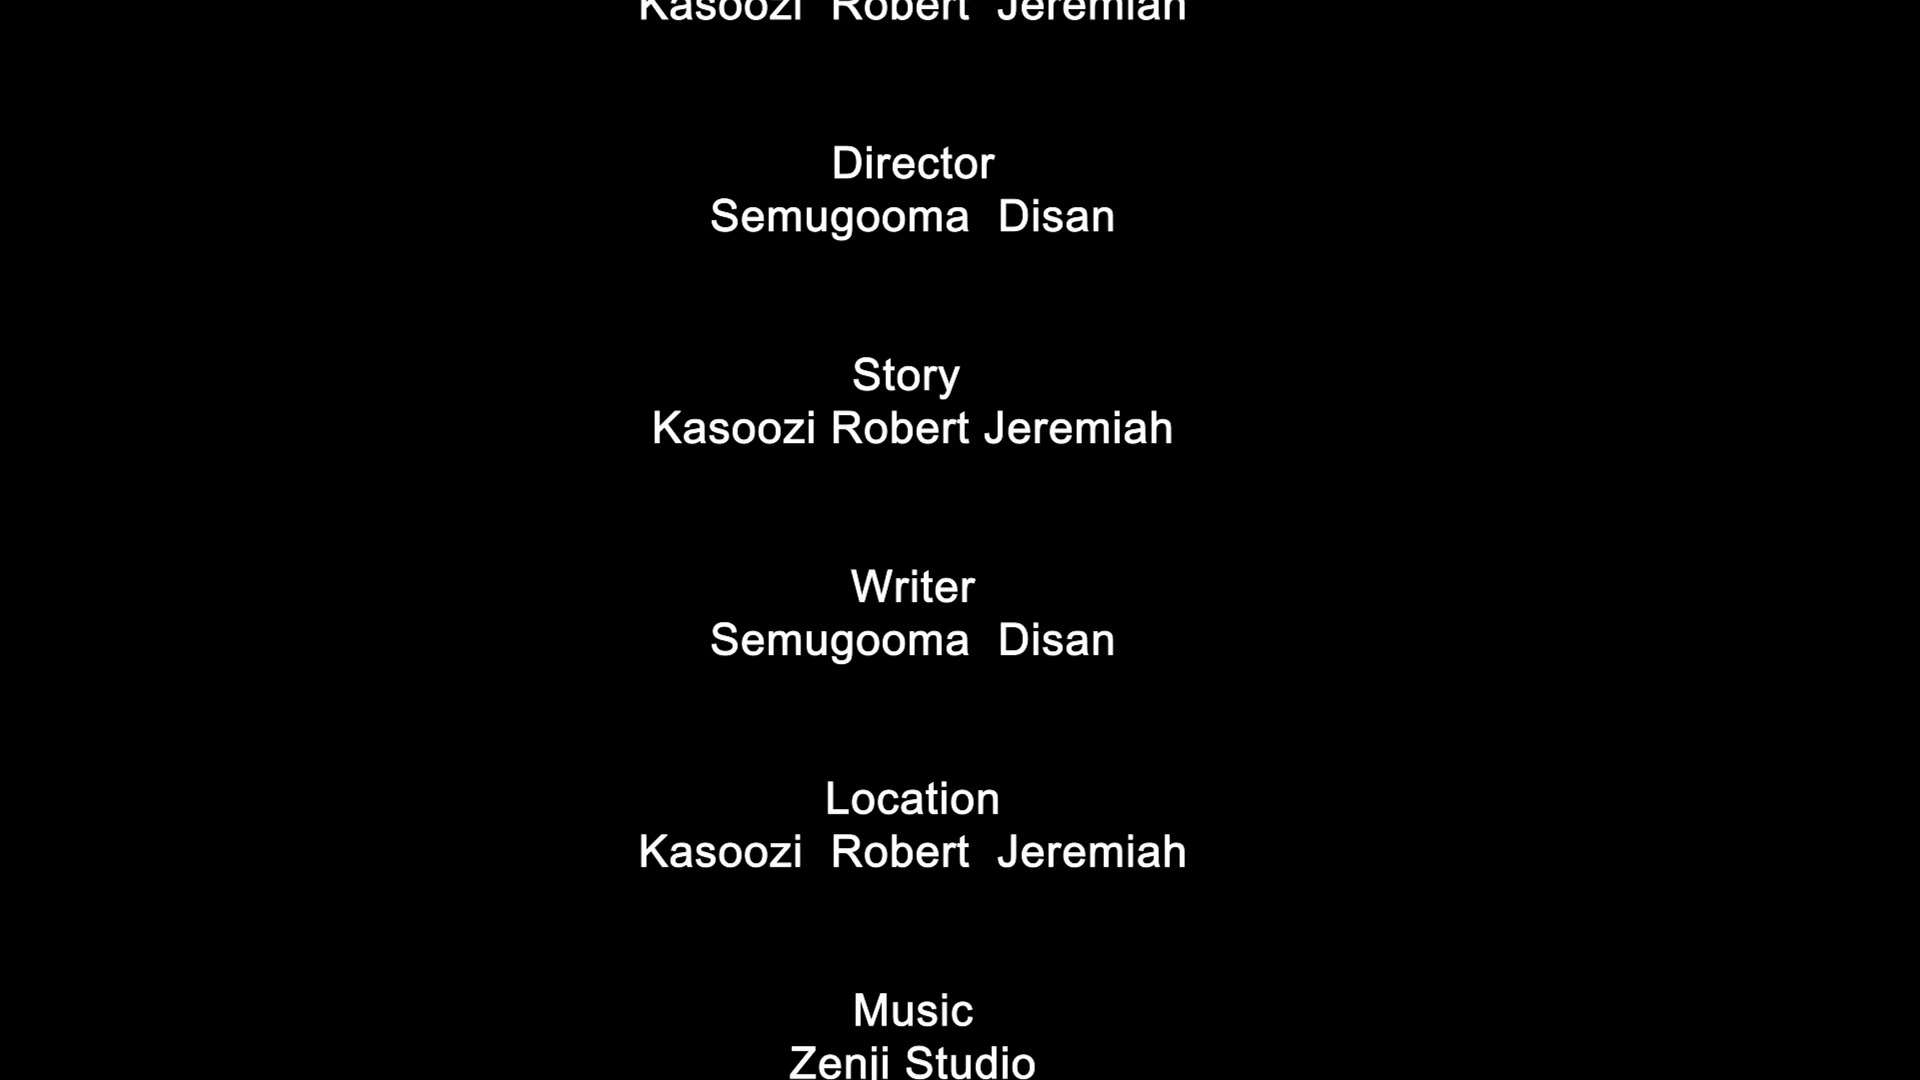 Kasoozi Robert Jeremiah
Director
Semugooma Disan
Story
Kasoozi Robert Jeremiah
Writer
Semugooma Disan
Location
Kasoozi Robert Jeremiah
Music
Zenji Studio